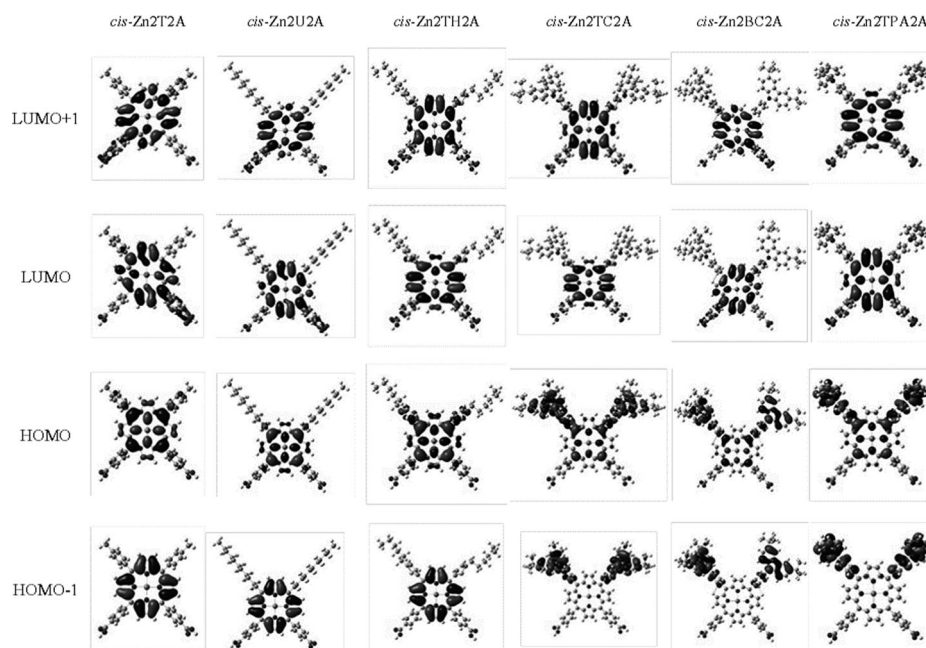 cis-Zn2T2A cis-Zn2U2A cis-Zn2TH2A cis-Zn2TC2A cis-Zn2BC2A cis-Zn2TPA2A
LUMO+1
LUMO
HOMO
HOMO-1